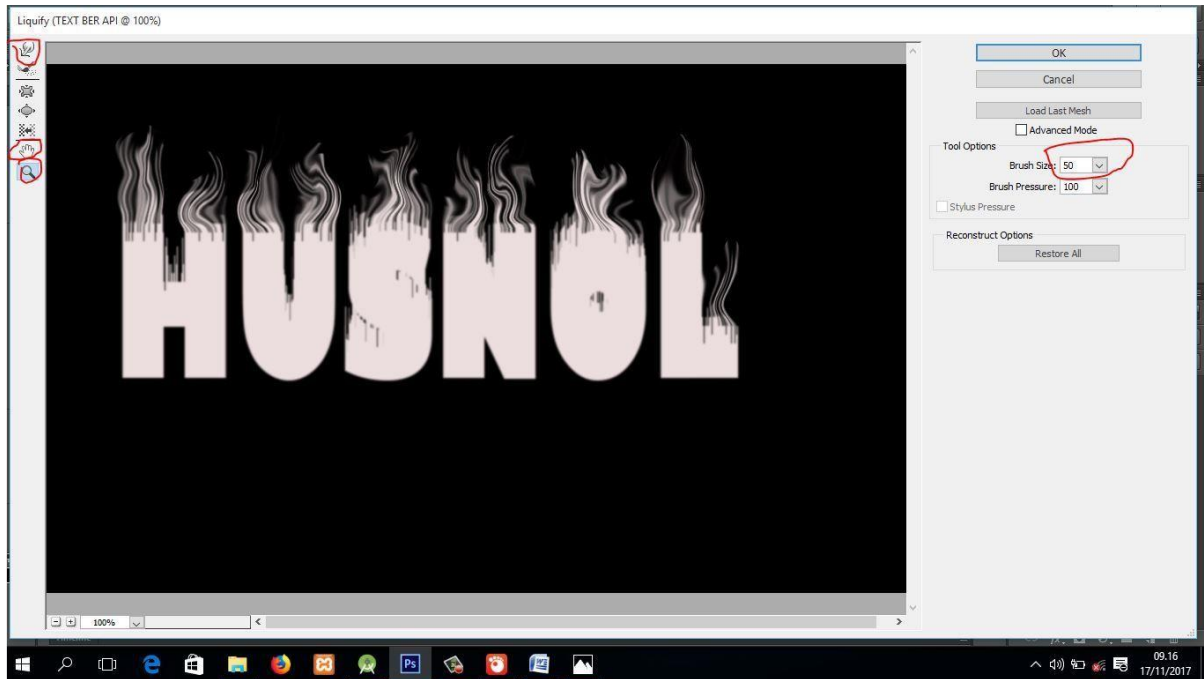 Liquify (TEXT BER API @ 100%)
OK
Cancel
Load Last Mesh
Advanced Mode
Tool Options
Brush Size: 50
Brush Pressure: 100
Stylus Pressure
Reconstruct Options
Restore All
HUSNOL
100%
Ps
09.16
17/11/2017